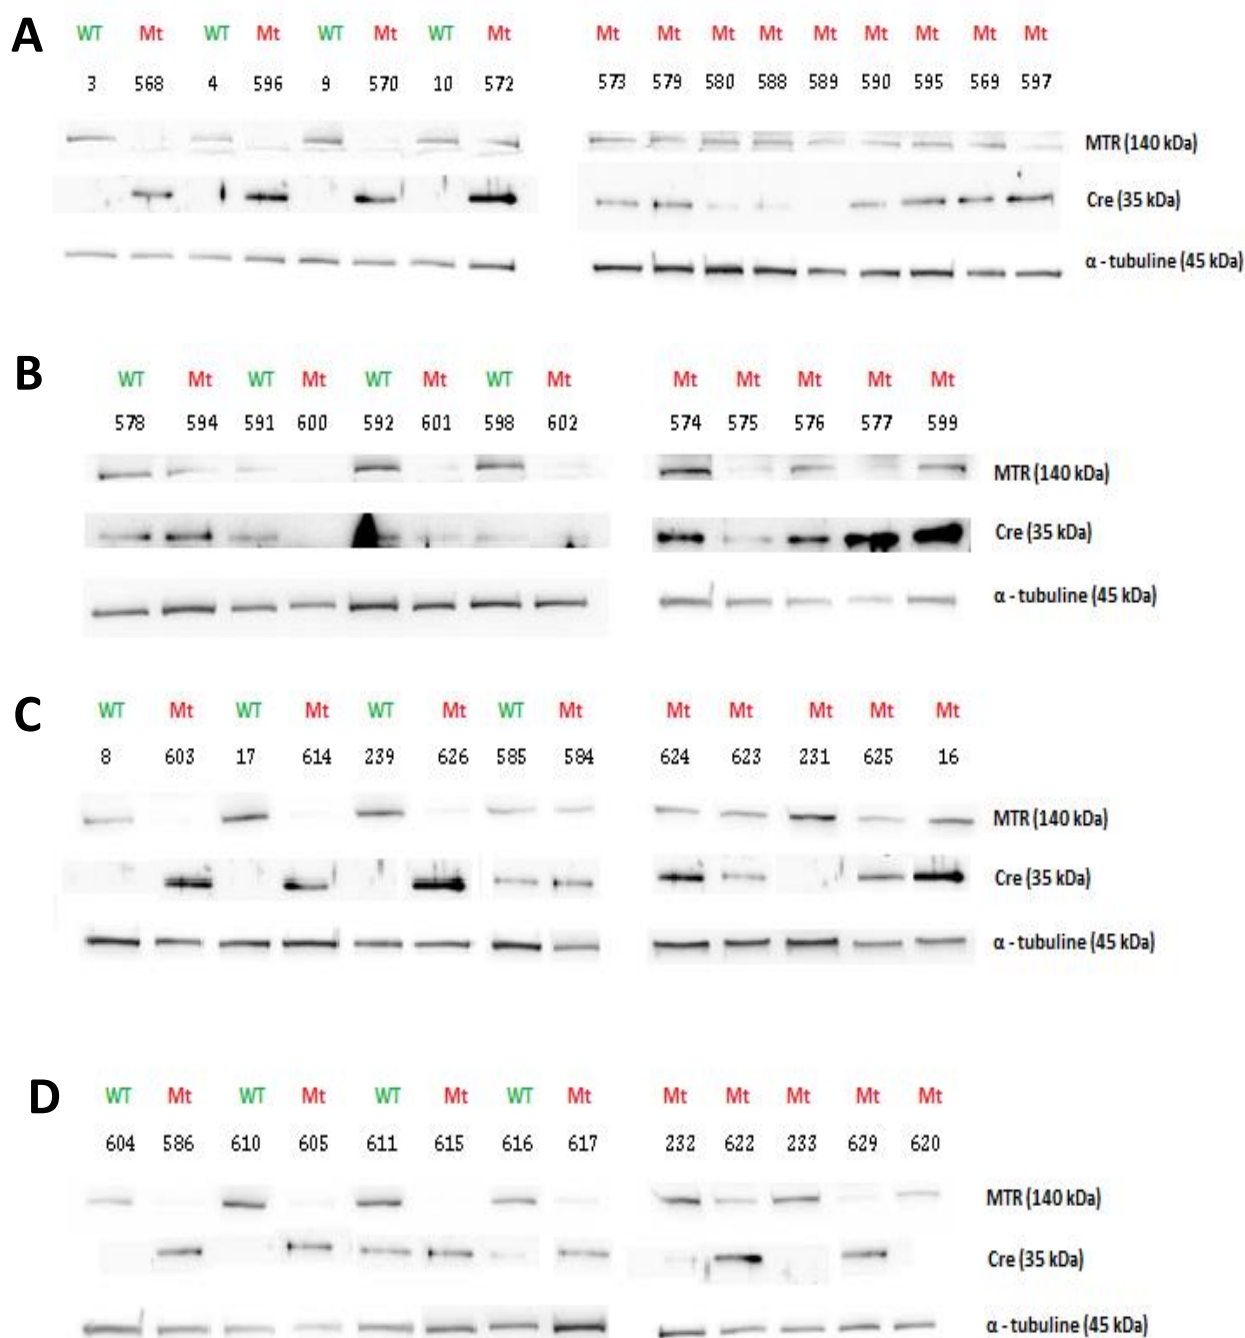 A WT Mt WT Mt WT Mt WT Mt Mt Mt Mt Mt Mt Mt Mt Mt Mt
3 568 4 596 9 570 10 572 573 579 580 588 589 590 595 569 597
MTR (140 kDa)
Cre (35 kDa)
α - tubuline (45 kDa)
B WT Mt WT Mt WT Mt WT Mt Mt Mt Mt Mt Mt
578 594 591 600 592 601 598 602 574 575 576 577 599
MTR (140 kDa)
Cre (35 kDa)
α - tubuline (45 kDa)
C WT Mt WT Mt WT Mt WT Mt Mt Mt Mt Mt Mt
8 603 17 614 239 626 585 584 624 623 231 625 16
MTR (140 kDa)
Cre (35 kDa)
α - tubuline (45 kDa)
D WT Mt WT Mt WT Mt WT Mt Mt Mt Mt Mt Mt
604 586 610 605 611 615 616 617 232 622 233 629 620
MTR (140 kDa)
Cre (35 kDa)
α - tubuline (45 kDa)